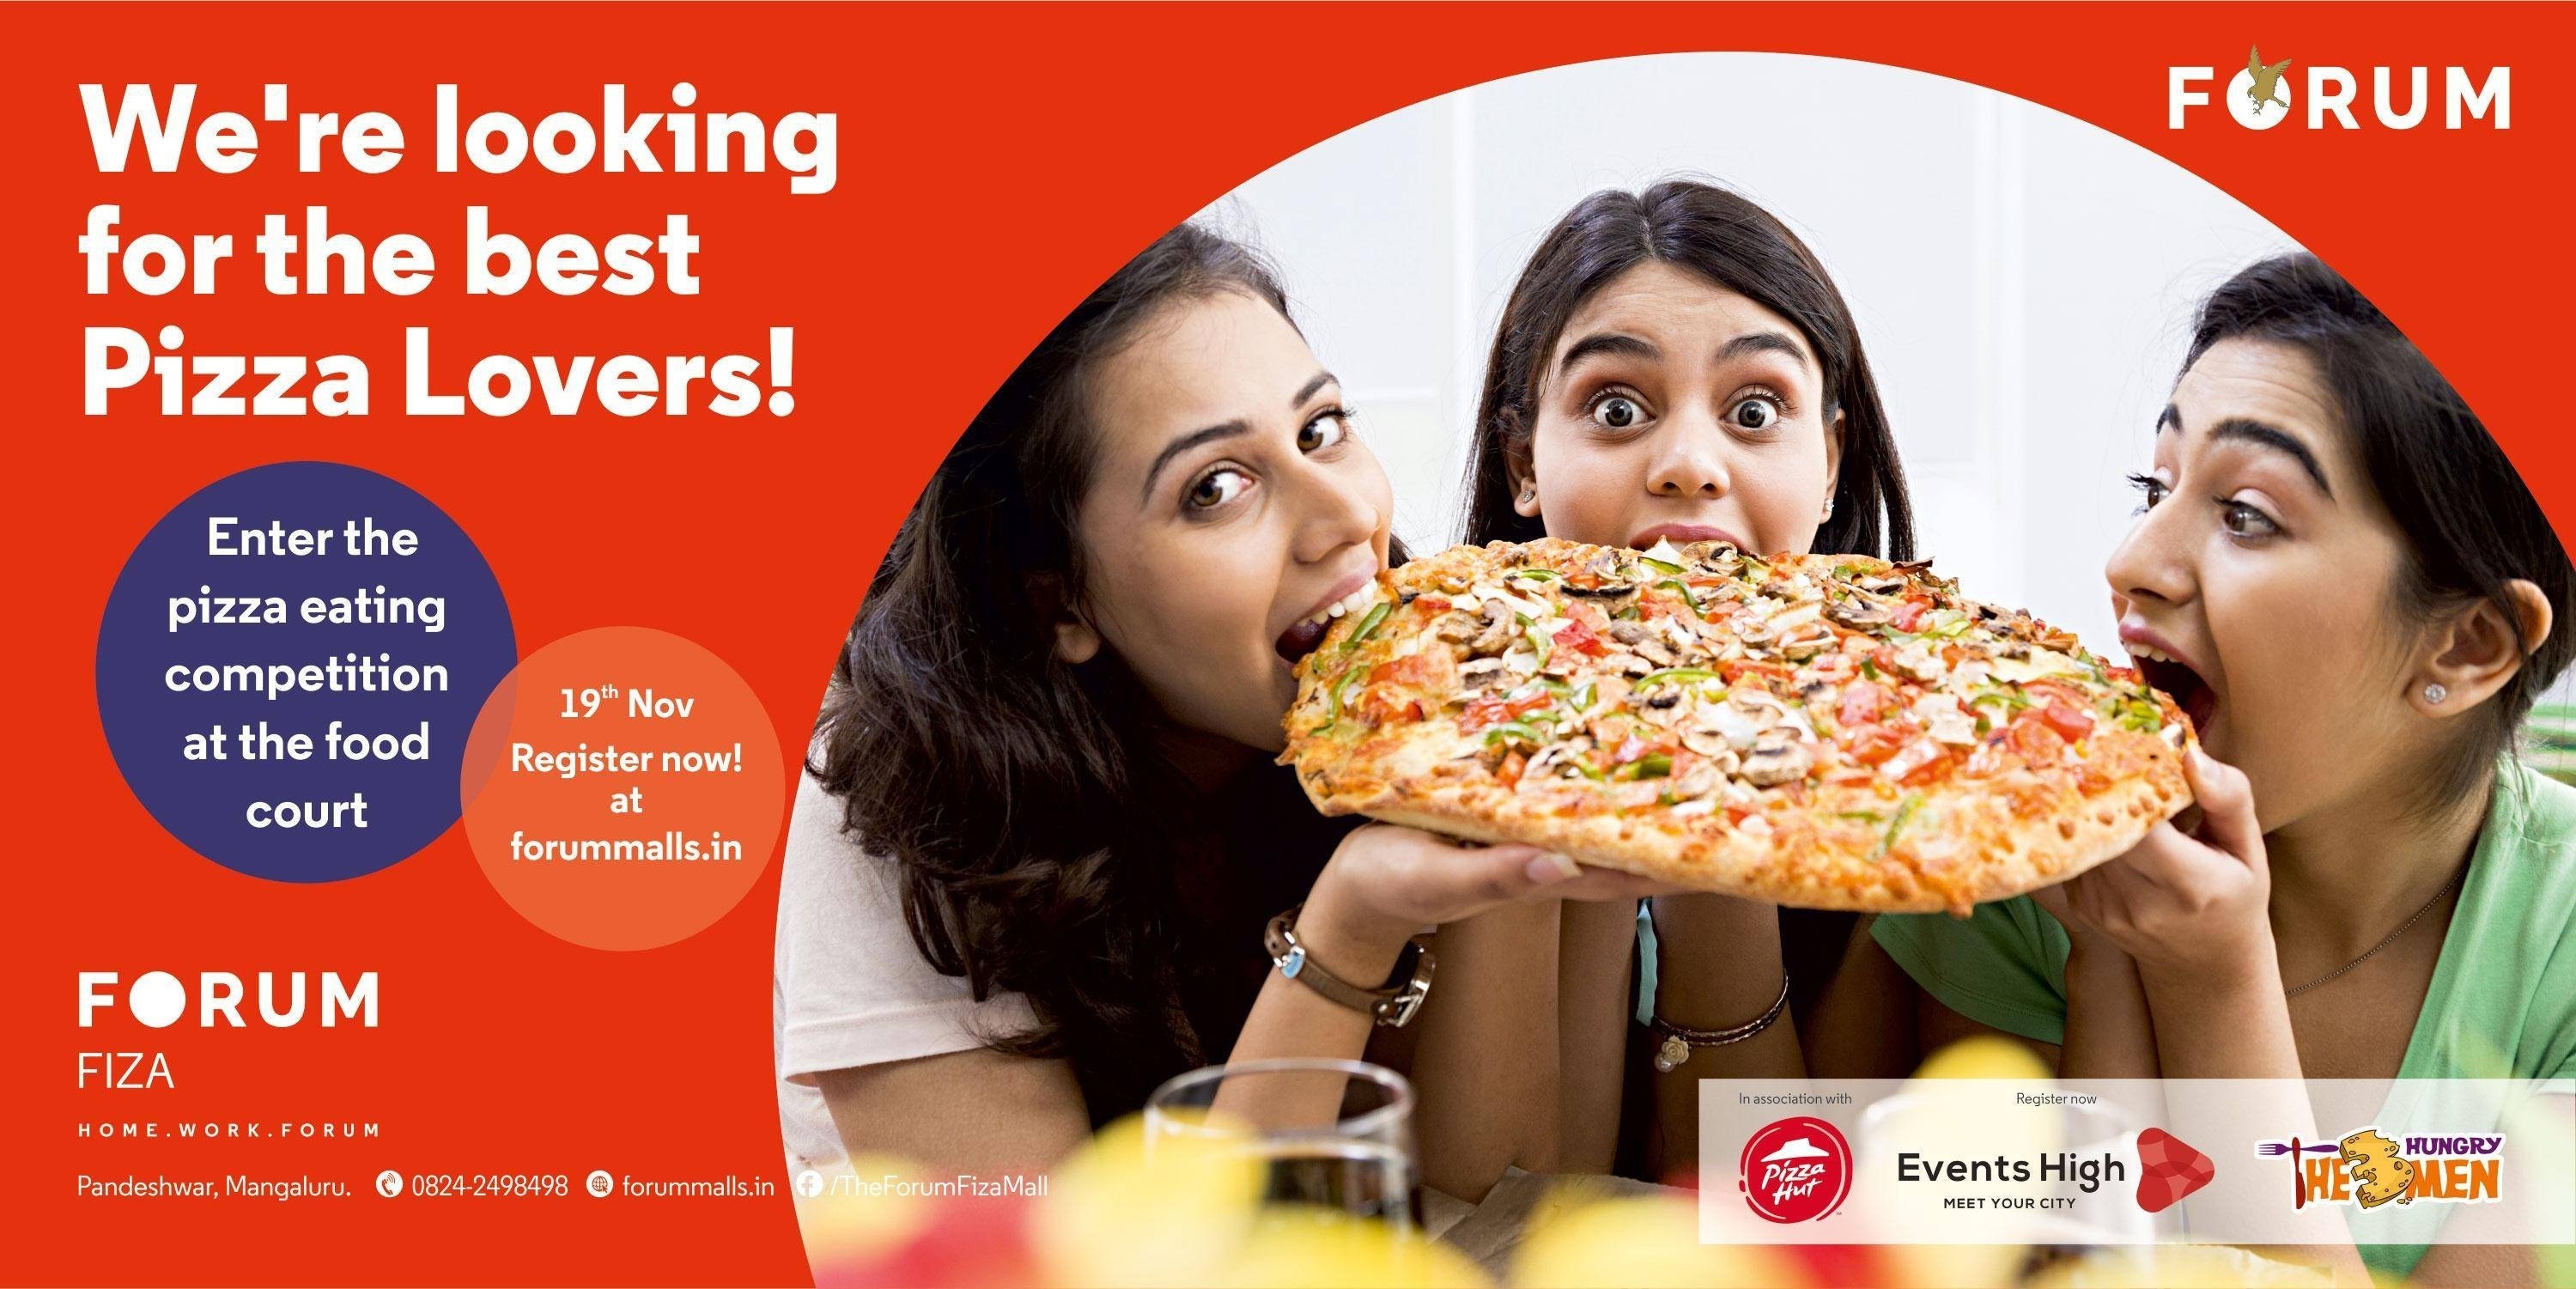 We're looking
for the best
Pizza Lovers!
FORUM
Enter the
pizza eating
competition
at the food
court
19th Nov
Register now!
at
forummalls.in
FORUM
FIZA
HOME.WORK.FORUM
Pandeshwar, Mangaluru. 0824-2498498 forummalls.in /TheForumFizaMall
In association with
Pizza
Hut
Register now
Events High
MEET YOUR CITY
THE 3 HUNGRY
MEN